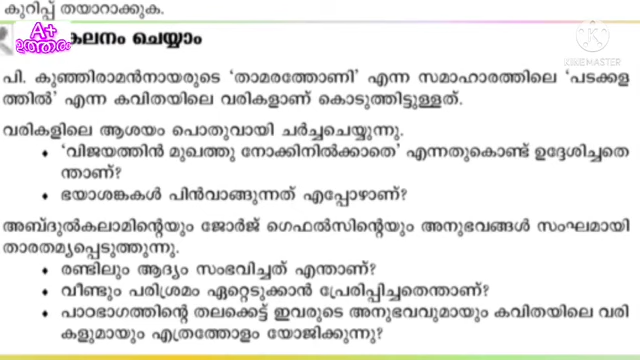 കുറിപ്പ് തയാറാക്കുക.
A+
ഉത്തരം
കലനം ചെയ്യാം
KINEMASTER
പി. കുഞ്ഞിരാമൻനായരുടെ ‘താമരത്തോണി’ എന്ന സമാഹാരത്തിലെ ‘പടക്കള
ത്തിൽ’ എന്ന കവിതയിലെ വരികളാണ് കൊടുത്തിട്ടുള്ളത്.
വരികളിലെ ആശയം പൊതുവായി ചർച്ചചെയ്യുന്നു.
• ‘വിജയത്തിൻ മുഖത്തു നോക്കിനിൽക്കാതെ’ എന്നതുകൊണ്ട് ഉദ്ദേശിച്ചതെ
ന്താണ്?
• ഭയാശങ്കകൾ പിൻവാങ്ങുന്നത് എപ്പോഴാണ്?
അബ്ദുൽകലാമിന്റെയും ജോർജ് ഗെഫൽസിന്റെയും അനുഭവങ്ങൾ സംഘമായി
താരതമ്യപ്പെടുത്തുന്നു.
• രണ്ടിലും ആദ്യം സംഭവിച്ചത് എന്താണ്?
• വീണ്ടും പരിശ്രമം ഏറ്റെടുക്കാൻ പ്രേരിപ്പിച്ചതെന്താണ്?
• പാഠഭാഗത്തിന്റെ തലക്കെട്ട് ഇവരുടെ അനുഭവവുമായും കവിതയിലെ വരി
കളുമായും എത്രത്തോളം യോജിക്കുന്നു?